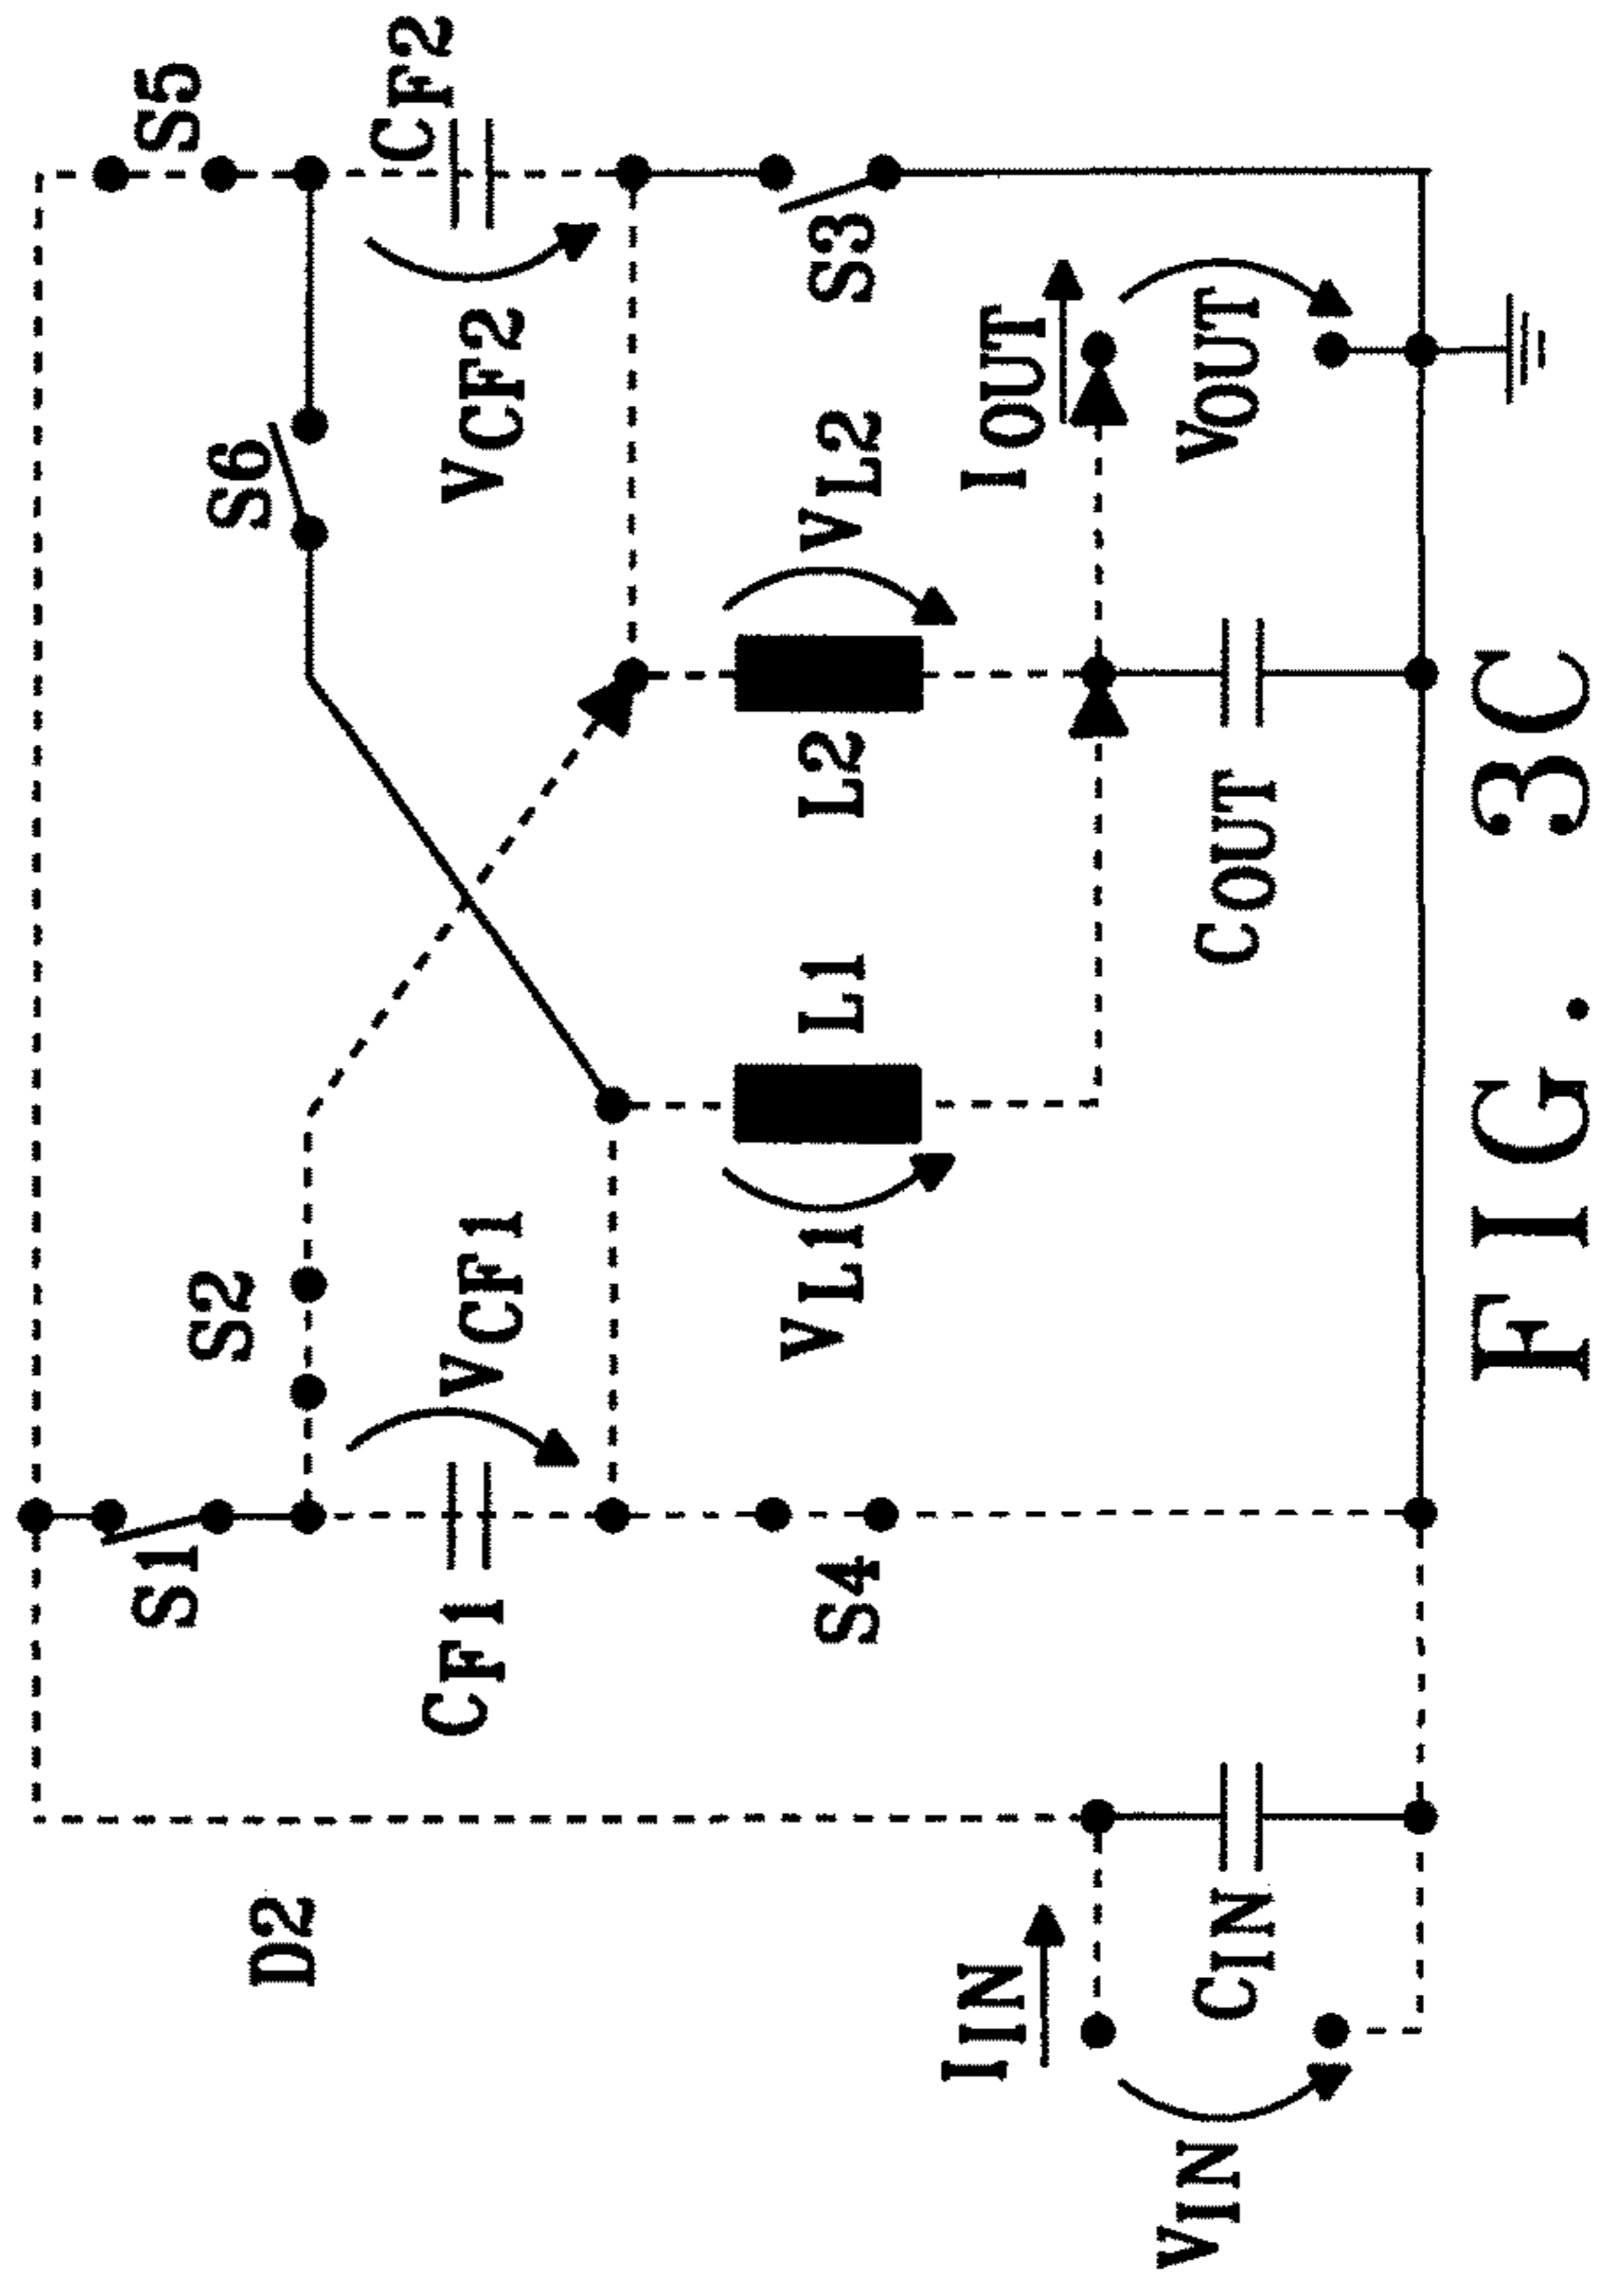 S5
CF2
S6
VCF2
S3
IOUT
VOUT
VL2
L2
COUT
L1
VL1
S2
VCF1
S1
CF1
S4
D2
IIN
CIN
VIN
FIG. 3C